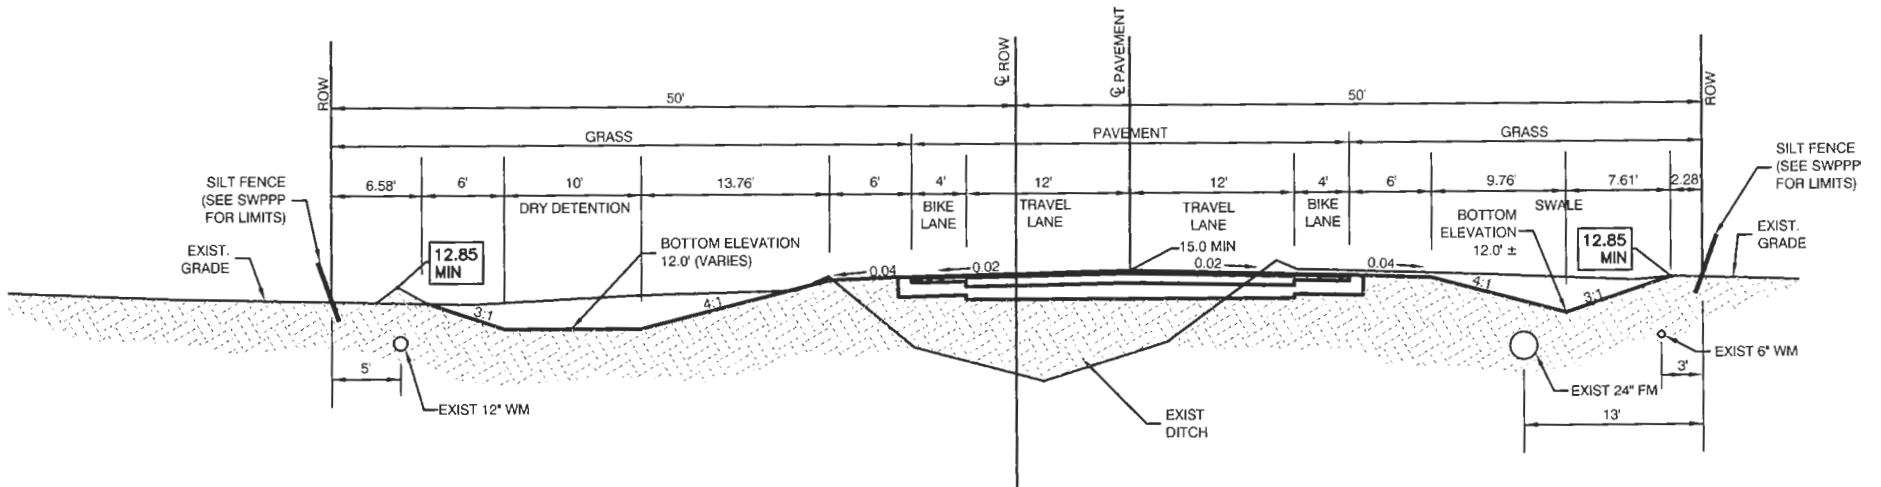 ROW
℄ ROW
℄ PAVEMENT
ROW
50'
50'
GRASS
PAVEMENT
GRASS
SILT FENCE
(SEE SWPPP
FOR LIMITS)
6.58'
6'
10'
13.76'
6'
4'
12'
12'
4'
6'
9.76'
7.61'
2.28'
SILT FENCE
(SEE SWPPP
FOR LIMITS)
DRY DETENTION
BIKE
LANE
TRAVEL
LANE
TRAVEL
LANE
BIKE
LANE
SWALE
EXIST.
GRADE
12.85
MIN
BOTTOM ELEVATION
12.0' (VARIES)
15.0 MIN
BOTTOM
ELEVATION
12.0' ±
12.85
MIN
EXIST.
GRADE
0.04
0.02
0.02
0.04
3:1
4:1
4:1
3:1
5'
EXIST 12" WM
EXIST
DITCH
EXIST 24" FM
EXIST 6" WM
3'
13'